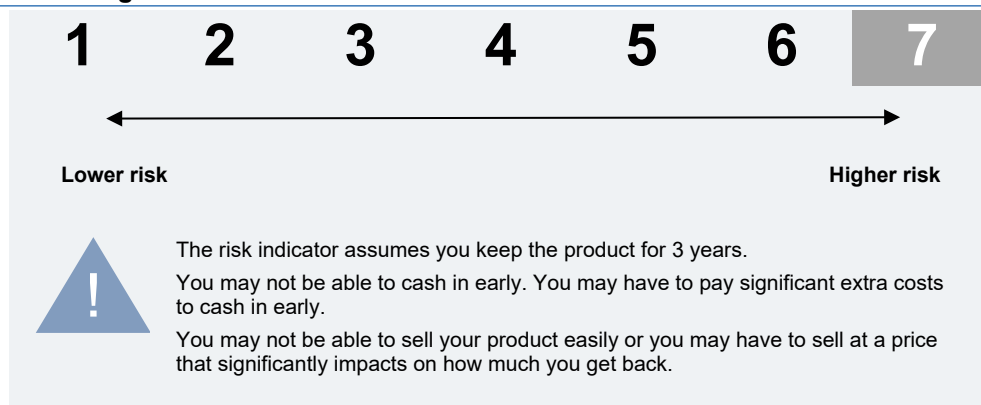 1 2 3 4 5 6 7
Lower risk Higher risk
!
The risk indicator assumes you keep the product for 3 years.
You may not be able to cash in early. You may have to pay significant extra costs
to cash in early.
You may not be able to sell your product easily or you may have to sell at a price
that significantly impacts on how much you get back.